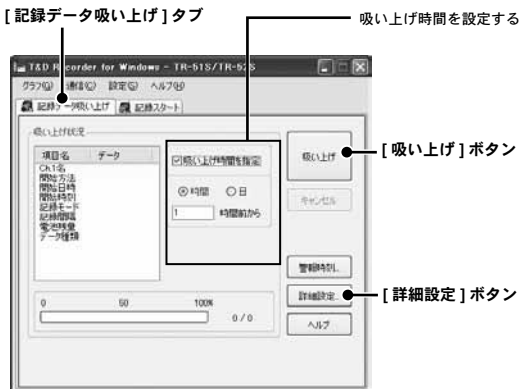 [ 記録データ吸い上げ ] タブ
吸い上げ時間を設定する
T&D Recorder for Windows - TR-51S/TR-52S
グラフ(G) 通信(C) 設定(S) ヘルプ(H)
記録データ吸い上げ 記録スタート
吸い上げ状況
項目名 データ
Ch.1名
開始方法
開始日時
開始時刻
記録モード
記録間隔
電池残量
データ種類
吸い上げ時間を指定
時間 日
1 時間前から
吸い上げ
[ 吸い上げ ] ボタン
キャンセル
警報時刻..
詳細設定..
[ 詳細設定 ] ボタン
ヘルプ
0 50 100%
0 / 0